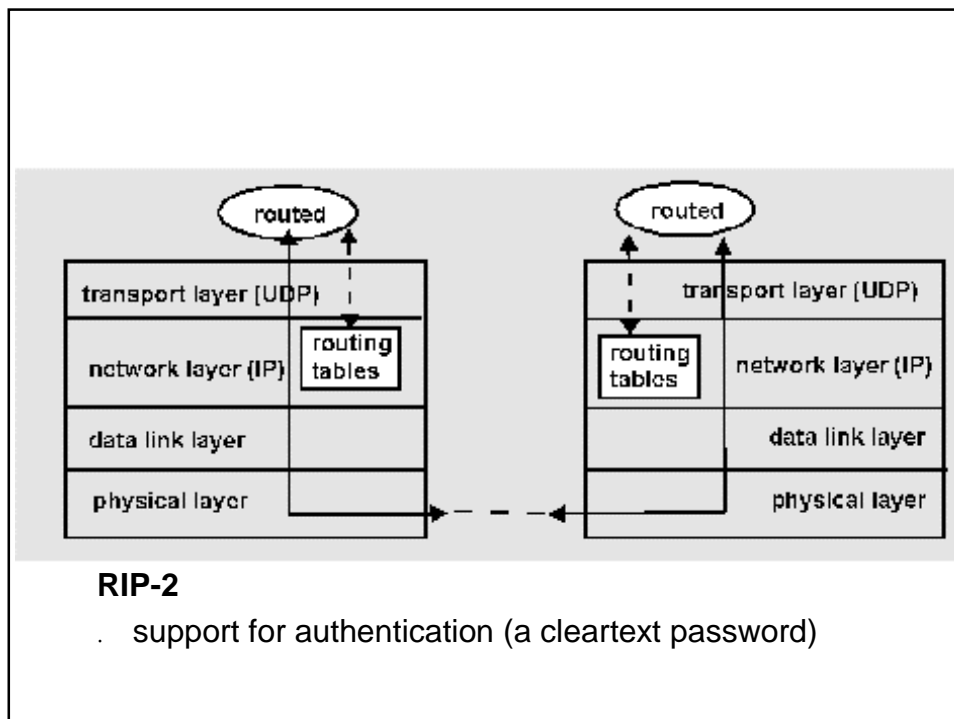 routed
routed
transport layer (UDP)
transport layer (UDP)
routing
tables
network layer (IP)
routing
tables
network layer (IP)
data link layer
data link layer
physical layer
physical layer
RIP-2
. support for authentication (a cleartext password)